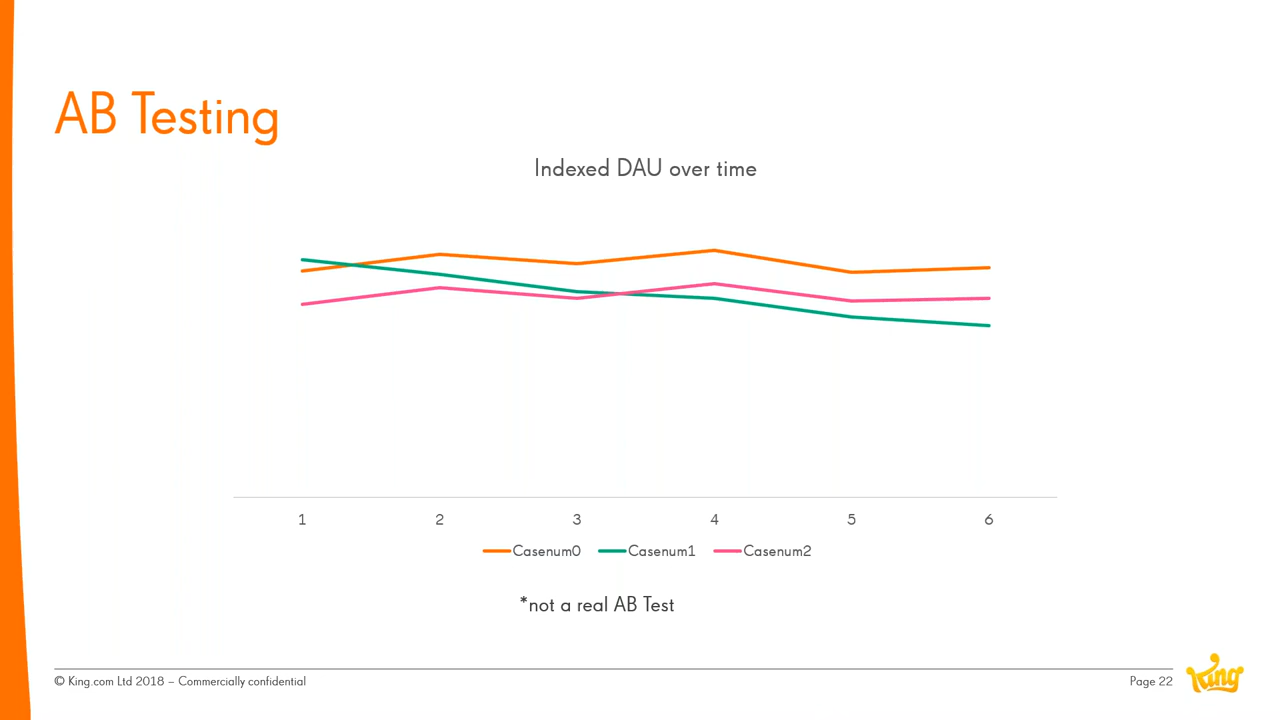 AB Testing
Indexed DAU over time
1 2 3 4 5 6
Casenum0 Casenum1 Casenum2
*not a real AB Test
© King.com Ltd 2018 – Commercially confidential
Page 22
King